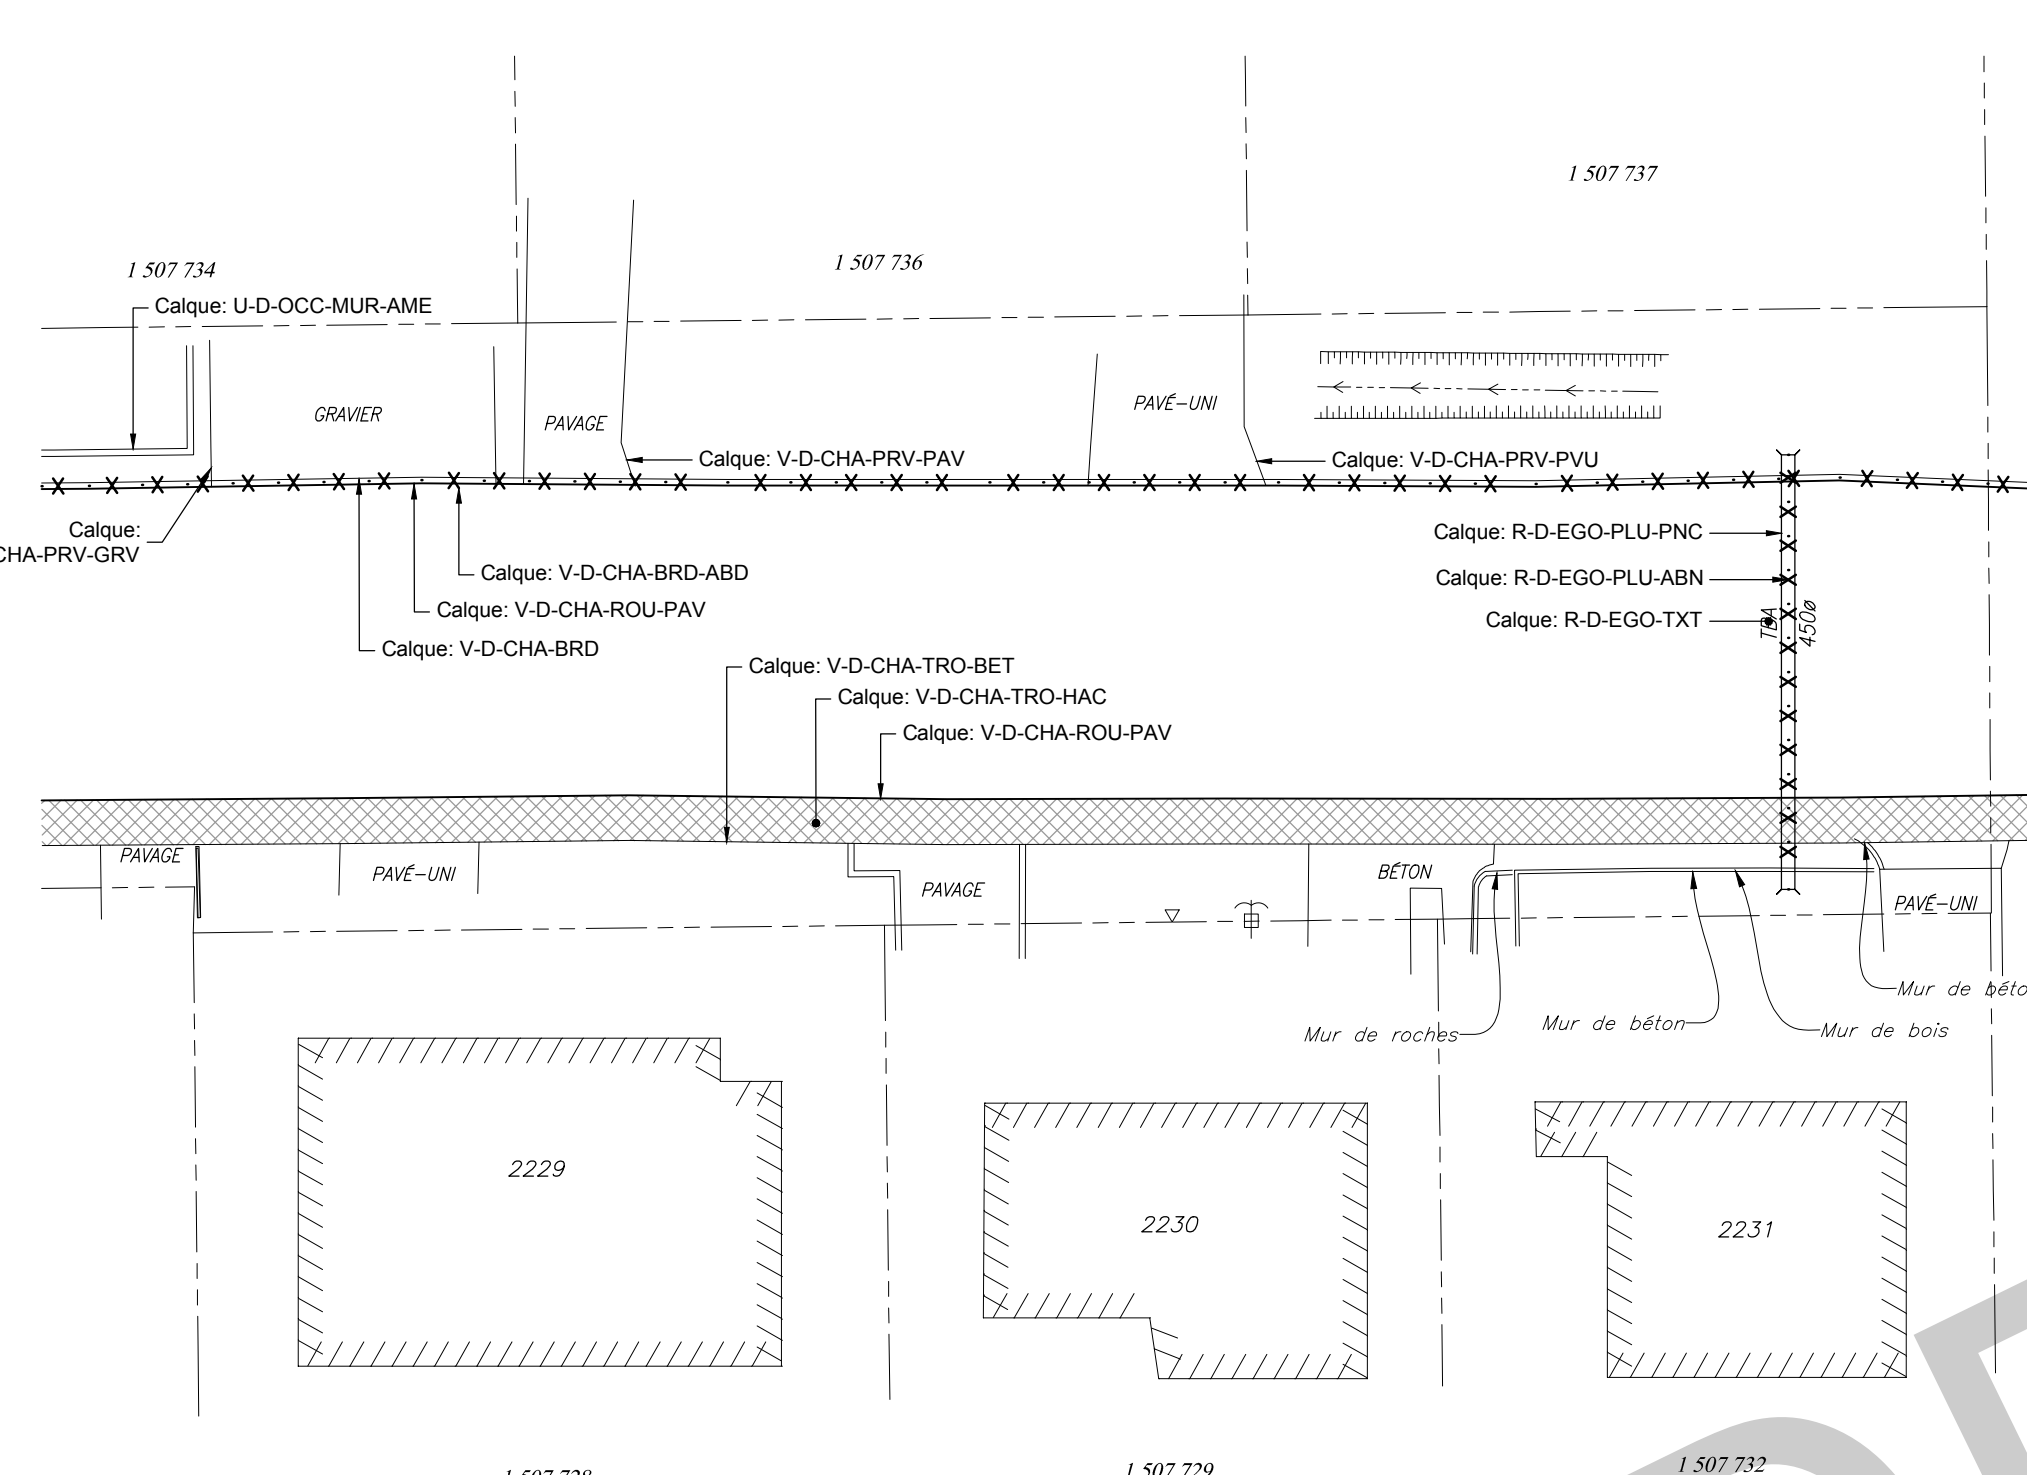 1 507 737
1 507 734
1 507 736
Calque: U-D-OCC-MUR-AME
GRAVIER
PAVAGE
PAVÉ-UNI
Calque: V-D-CHA-PRV-PAV
Calque: V-D-CHA-PRV-PVU
Calque:
CHA-PRV-GRV
Calque: R-D-EGO-PLU-PNC
Calque: V-D-CHA-BRD-ABD
Calque: R-D-EGO-PLU-ABN
Calque: V-D-CHA-ROU-PAV
Calque: R-D-EGO-TXT
TBA
450ø
Calque: V-D-CHA-BRD
Calque: V-D-CHA-TRO-BET
Calque: V-D-CHA-TRO-HAC
Calque: V-D-CHA-ROU-PAV
PAVAGE
PAVÉ-UNI
PAVAGE
BÉTON
PAVÉ-UNI
Mur de béto
Mur de roches
Mur de béton
Mur de bois
2229
2230
2231
1 507 728
1 507 729
1 507 732